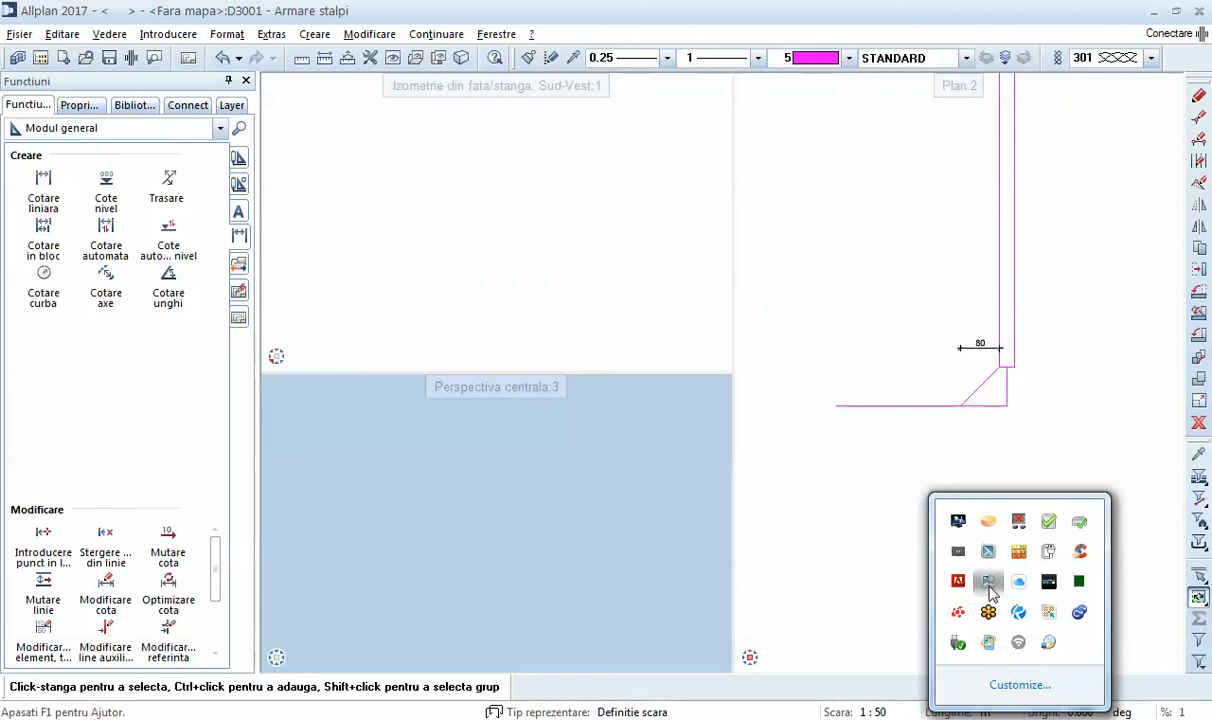 Allplan 2017 - < > - <Fara mapa>:D3001 - Armare stalpi
Fisier Editare Vedere Introducere Format Extras Creare Modificare Continuare Ferestre ? Conectare
0.25 1 5 STANDARD 301
Functiuni
Functiu... Propri... Bibliot... Connect Layer
Modul general
Creare
Cotare liniara
Cote nivel
Trasare
Cotare in bloc
Cotare automata
Cote auto... nivel
Cotare curba
Cotare axe
Cotare unghi
Modificare
Introducere punct in l...
Stergere ... din linie
Mutare cota
Mutare linie
Modificare cota
Optimizare cota
Modificar... element, t...
Modificare line auxili...
Modificar... referinta
Izometrie din fata/stanga, Sud-Vest:1
Plan:2
80
Perspectiva centrala:3
Customize...
Click-stanga pentru a selecta, Ctrl+click pentru a adauga, Shift+click pentru a selecta grup
Apasati F1 pentru Ajutor. Tip reprezentare: Definitie scara Scara: 1 : 50 deg %: 1